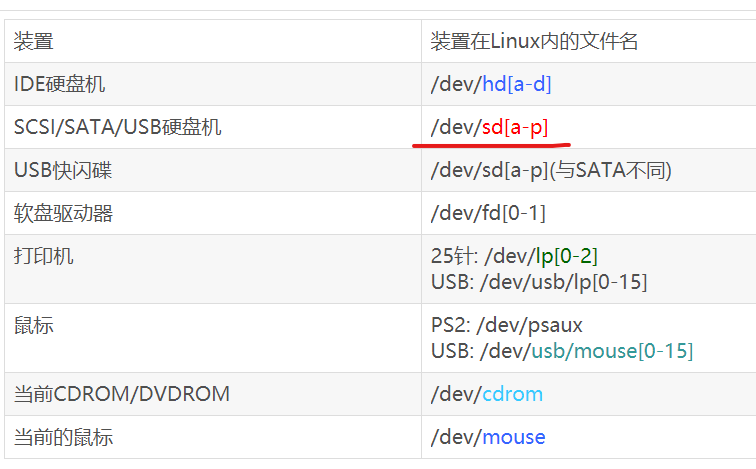 装置 装置在Linux内的文件名
IDE硬盘机 /dev/hd[a-d]
SCSI/SATA/USB硬盘机 /dev/sd[a-p]
USB快闪碟 /dev/sd[a-p](与SATA不同)
软盘驱动器 /dev/fd[0-1]
打印机 25针: /dev/lp[0-2]
USB: /dev/usb/lp[0-15]
鼠标 PS2: /dev/psaux
USB: /dev/usb/mouse[0-15]
当前CDROM/DVDROM /dev/cdrom
当前的鼠标 /dev/mouse